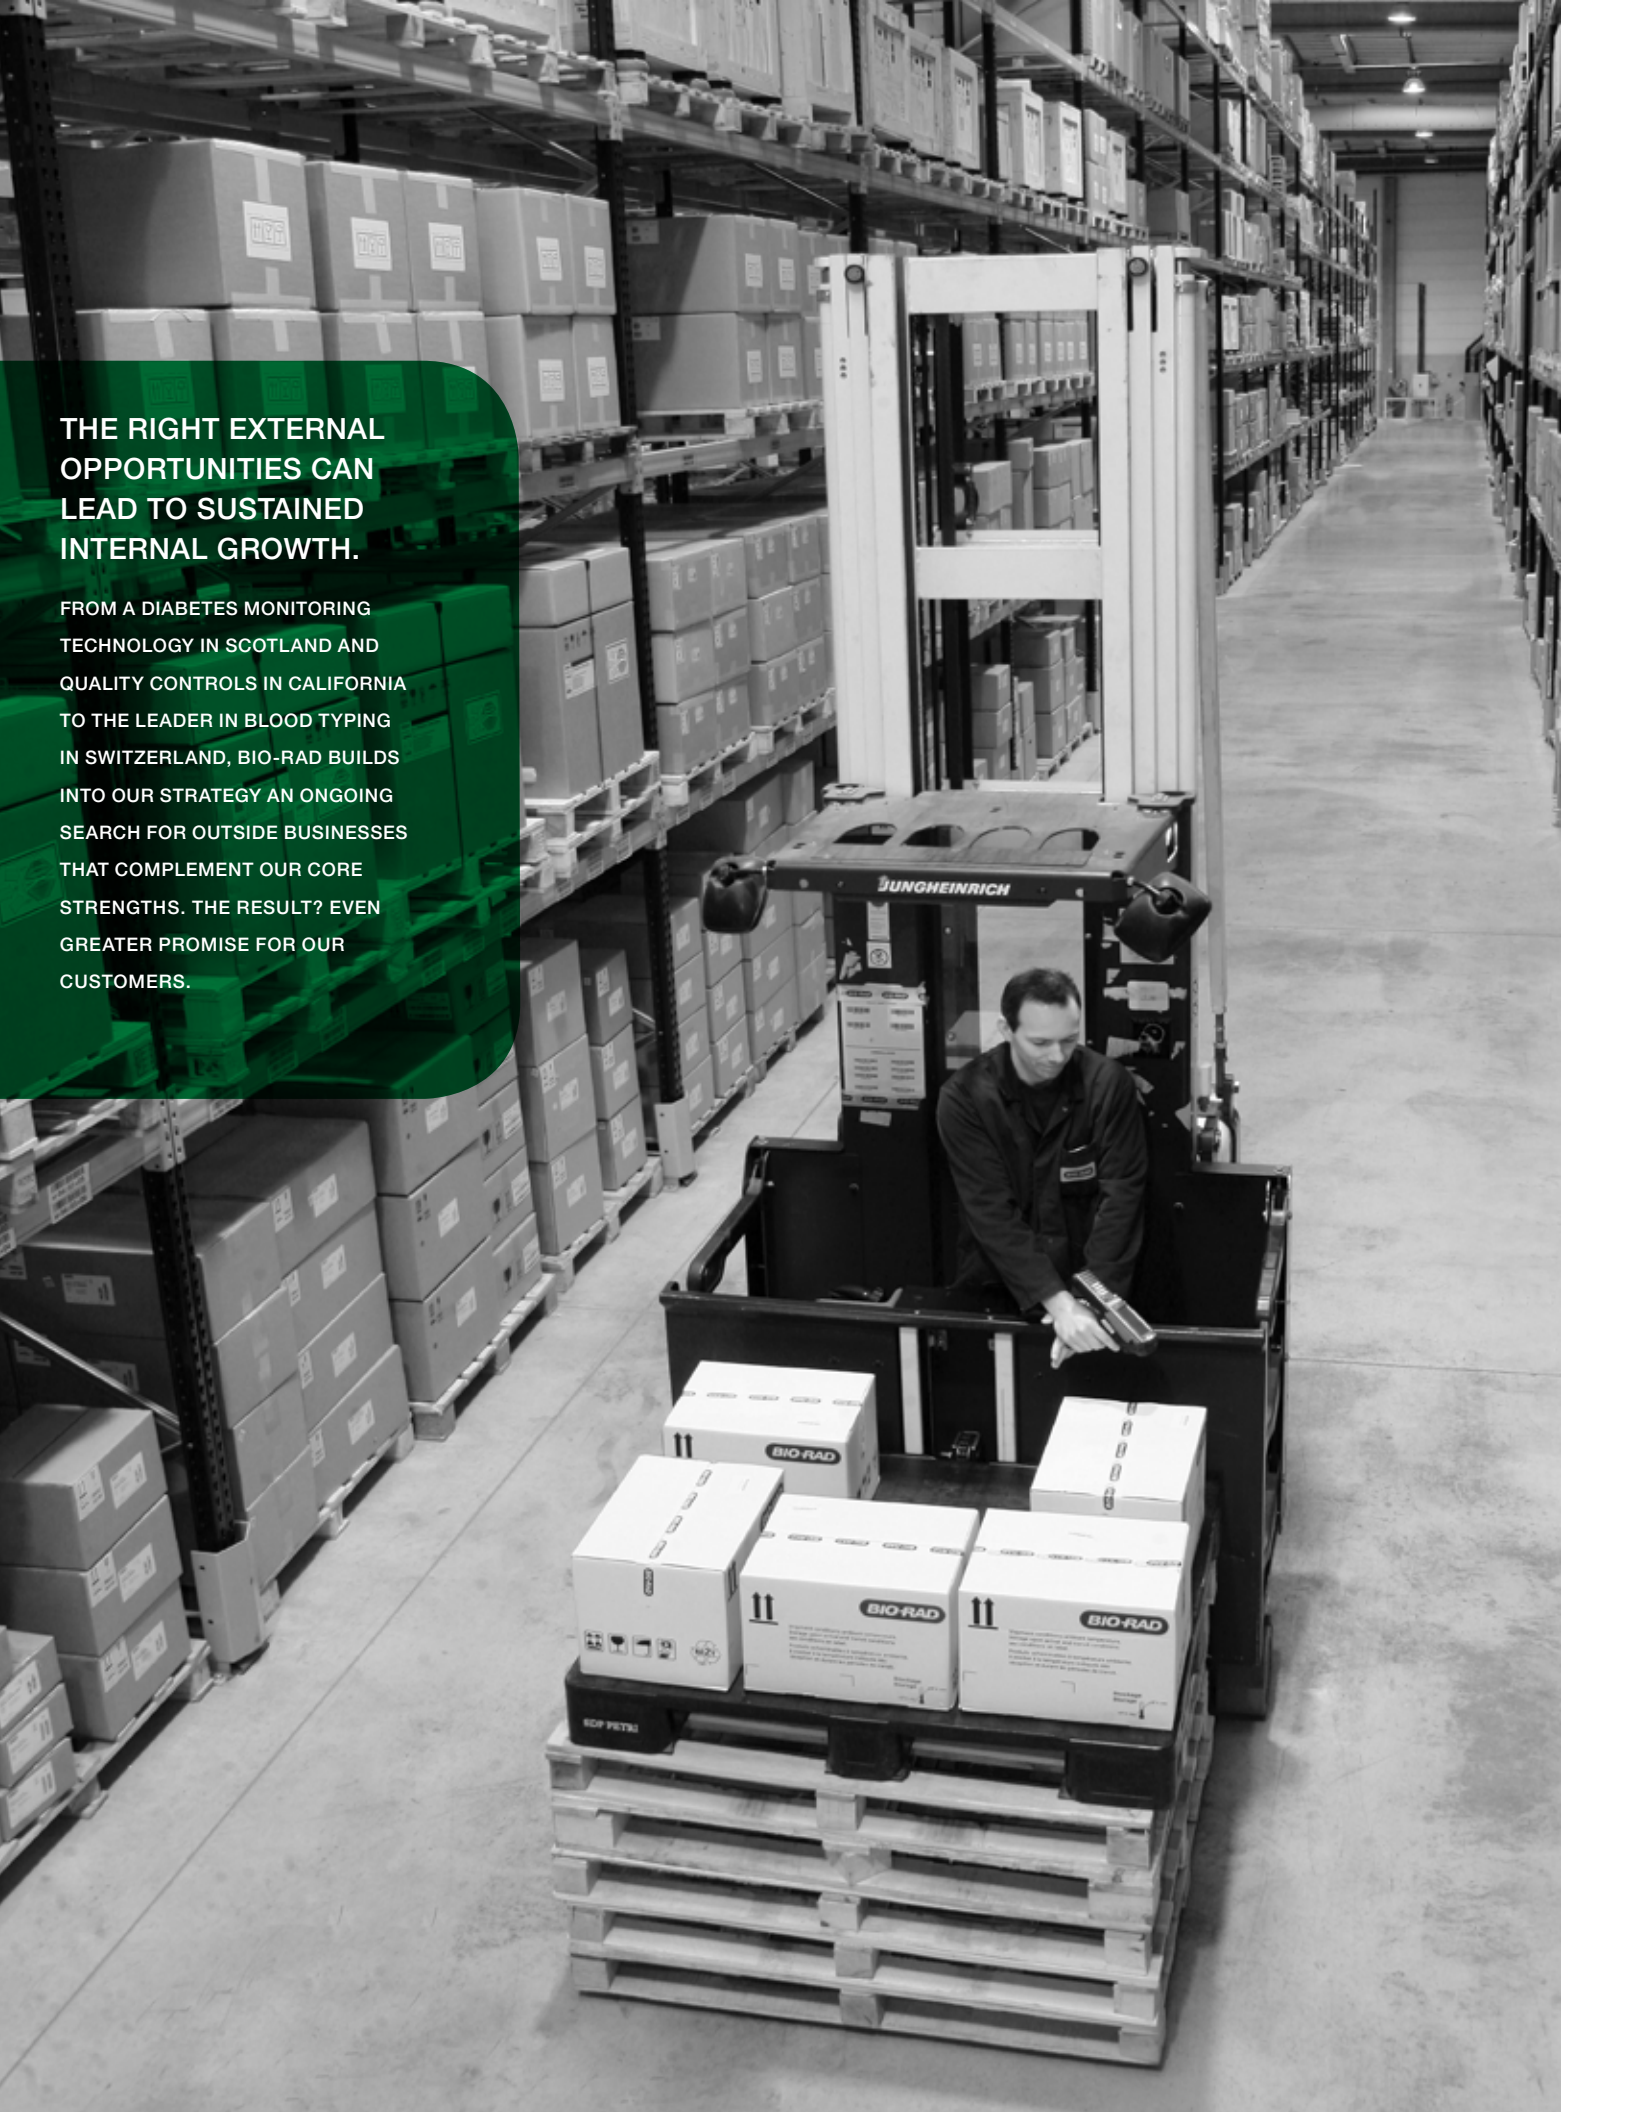 THE RIGHT EXTERNAL
OPPORTUNITIES CAN
LEAD TO SUSTAINED
INTERNAL GROWTH.
FROM A DIABETES MONITORING
TECHNOLOGY IN SCOTLAND AND
QUALITY CONTROLS IN CALIFORNIA
TO THE LEADER IN BLOOD TYPING
IN SWITZERLAND, BIO-RAD BUILDS
INTO OUR STRATEGY AN ONGOING
SEARCH FOR OUTSIDE BUSINESSES
THAT COMPLEMENT OUR CORE
STRENGTHS. THE RESULT? EVEN
GREATER PROMISE FOR OUR
CUSTOMERS.
JUNGHEINRICH
BIO-RAD
BIO-RAD
BIO-RAD